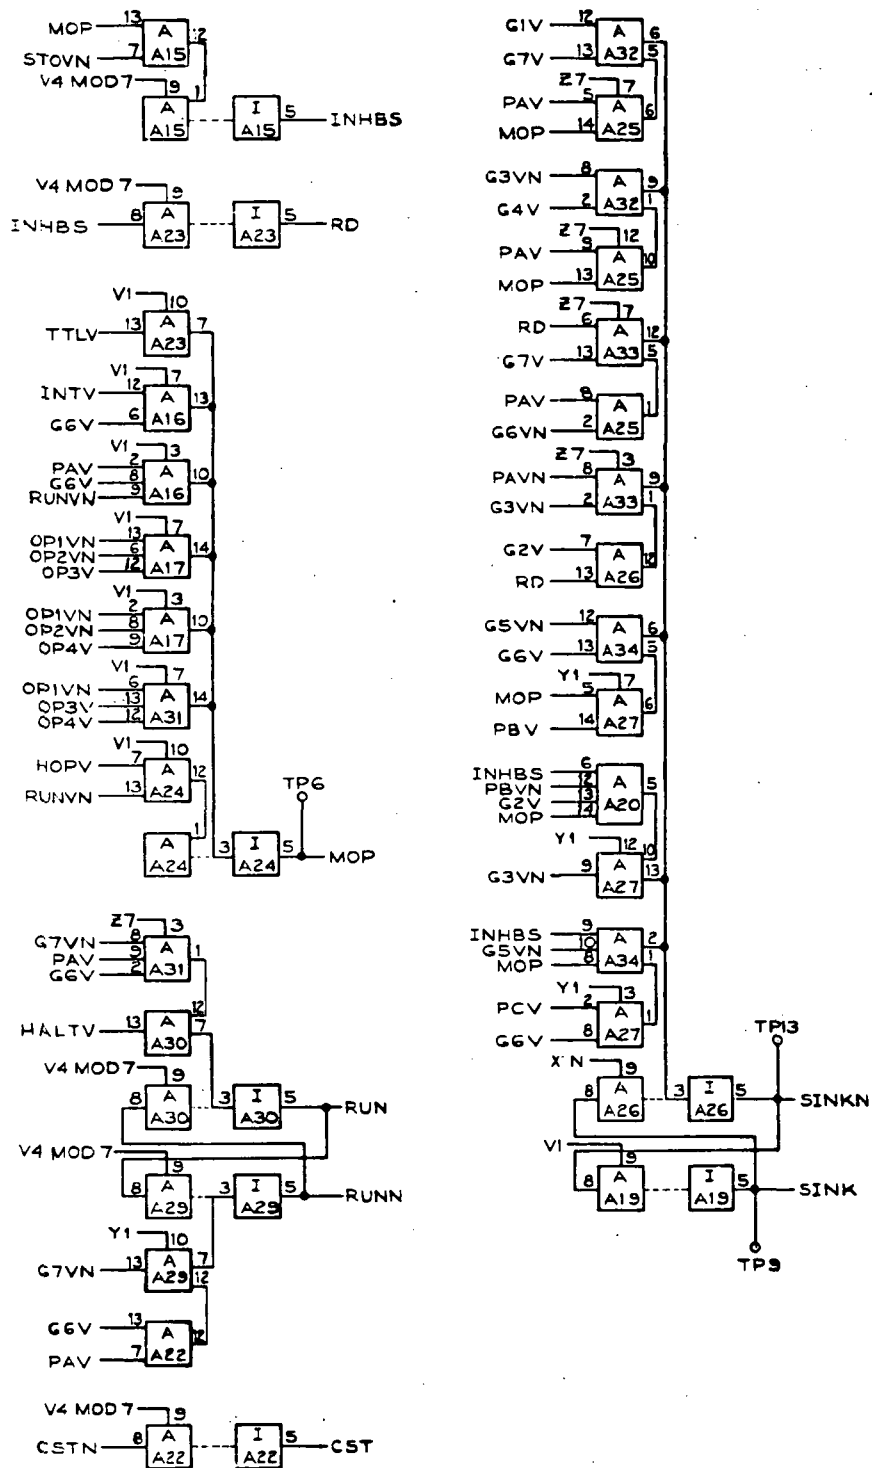 MOP 13 A 12
STOVN 7 A15
V4 MOD 7 9 1
A A15 I A15 5 INHBS
V4 MOD 7 9
INHBS 8 A A23 I A23 5 RD
V1 10
TTLV 13 A A23 7
V1 7
INTV 12 A A16 13
G6V 6
V1 3
PAV 2 A A16 10
G6V 8
RUNVN 9
V1 7
OP1VN 13 A A17 14
OP2VN 6
OP3V 12
V1 3
OP1VN 2 A A17 10
OP2VN 8
OP4V 9
V1 7
OP1VN 6 A A31 14
OP3V 13
OP4V 12
V1 10
HOPV 7 A A24 12
RUNVN 13
TP6
1
A A24 3 I A24 5 MOP
Z7 3
G7VN 8 A A31 1
PAV 9
G6V 2
12
HALTV 13 A A30 7
V4 MOD 7 9
8 A A30 3 I A30 5 RUN
V4 MOD 7 9
8 A A29 3 I A29 5 RUNN
Y1 10
G7VN 13 A A29 7
12
G6V 13 A A22 12
PAV 7
V4 MOD 7 9
CSTN 8 A A22 I A22 5 CST
G1V 12 A A32 6
G7V 13 5
Z7 7
PAV 5 A A25 6
MOP 14
G3VN 8 A A32 9
G4V 2 1
Z7 12
PAV 9 A A25 10
MOP 13
Z7 7
RD 6 A A33 12
G7V 13 5
PAV 8 A A25 1
G6VN 2
Z7 3
PAVN 8 A A33 9
G3VN 2 1
G2V 7 A A26 12
RD 13
G5VN 12 A A34 6
G6V 13 5
Y1 7
MOP 5 A A27 6
PBV 14
INHBS 6 A A20 5
PBVN 12
G2V 13
MOP 14
Y1 12 10
G3VN 9 A A27 13
INHBS 9 A A34 2
G5VN 10 1
MOP 8
Y1 3
PCV 2 A A27 1
G6V 8
TP13
X N 9
8 A A26 3 I A26 5 SINKN
V1 9
8 A A19 I A19 5 SINK
TP9